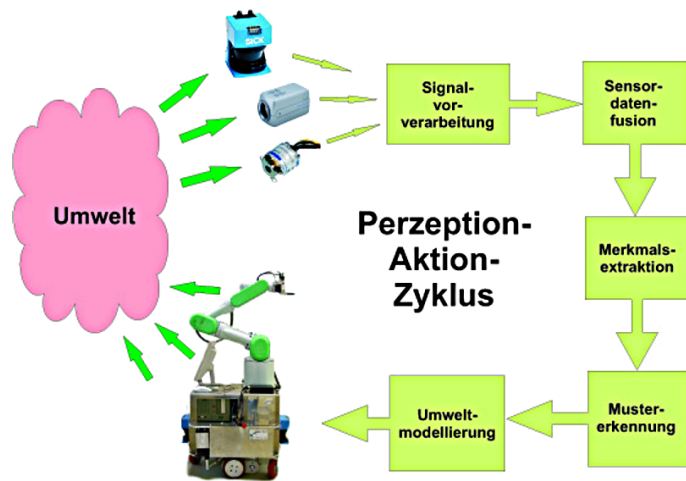 SICK
Umwelt
Signal-
vor-
verarbeitung
Sensor-
daten-
fusion
Perzeption-
Aktion-
Zyklus
Merkmals-
extraktion
Muster-
erkennung
Umwelt-
modellierung